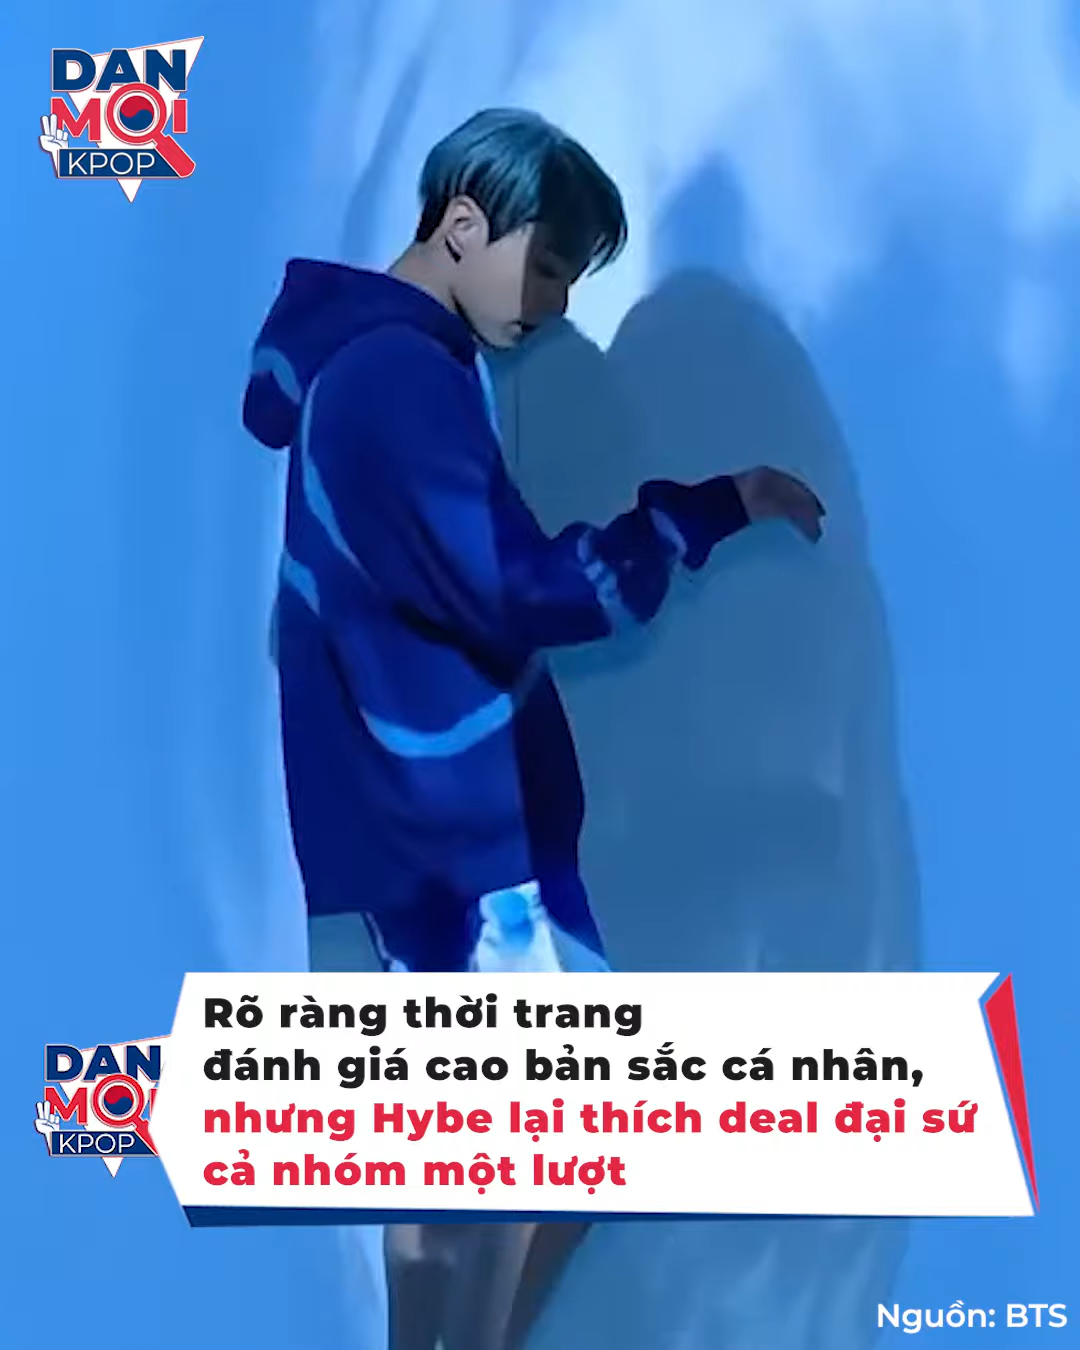 DAN
MOI
KPOP
Rõ ràng thời trang
đánh giá cao bản sắc cá nhân,
nhưng Hybe lại thích deal đại sứ
cả nhóm một lượt
DAN
MOI
KPOP
Nguồn: BTS